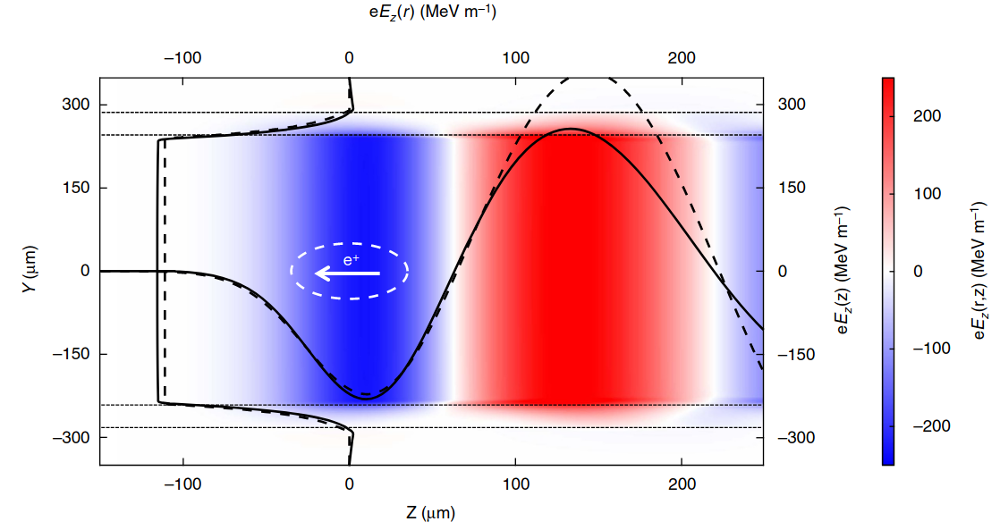 eE_z(r) (MeV m⁻¹)
−100 0 100 200
300 300
150 150
0 0
−150 −150
−300 −300
Y (μm)
e⁺
−100 0 100 200
Z (μm)
eE_z(z) (MeV m⁻¹)
200
100
0
−100
−200
eE_z(r,z) (MeV m⁻¹)